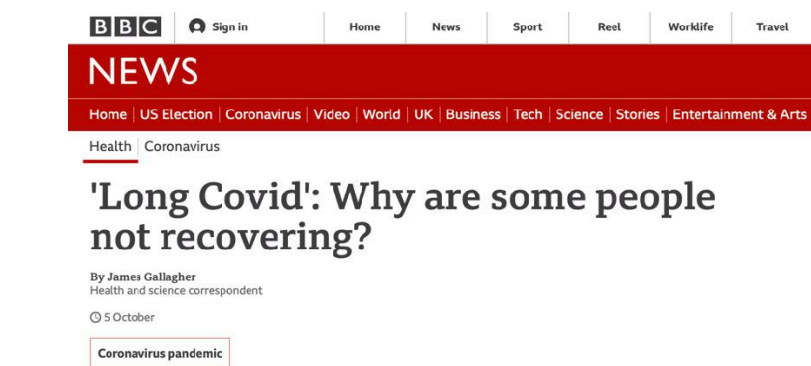 BBC Sign in Home News Sport Reel Worklife Travel
NEWS
Home US Election Coronavirus Video World UK Business Tech Science Stories Entertainment & Arts
Health Coronavirus
'Long Covid': Why are some people
not recovering?
By James Gallagher
Health and science correspondent
5 October
Coronavirus pandemic